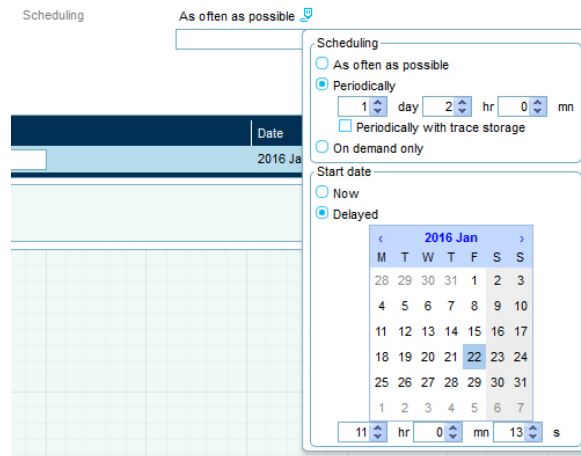 Scheduling As often as possible
Scheduling
As often as possible
Periodically
1 day 2 hr 0 mn
Periodically with trace storage
On demand only
Date
2016 Ja
Start date
Now
Delayed
‹ 2016 Jan ›
M T W T F S S
28 29 30 31 1 2 3
4 5 6 7 8 9 10
11 12 13 14 15 16 17
18 19 20 21 22 23 24
25 26 27 28 29 30 31
1 2 3 4 5 6 7
11 hr 0 mn 13 s